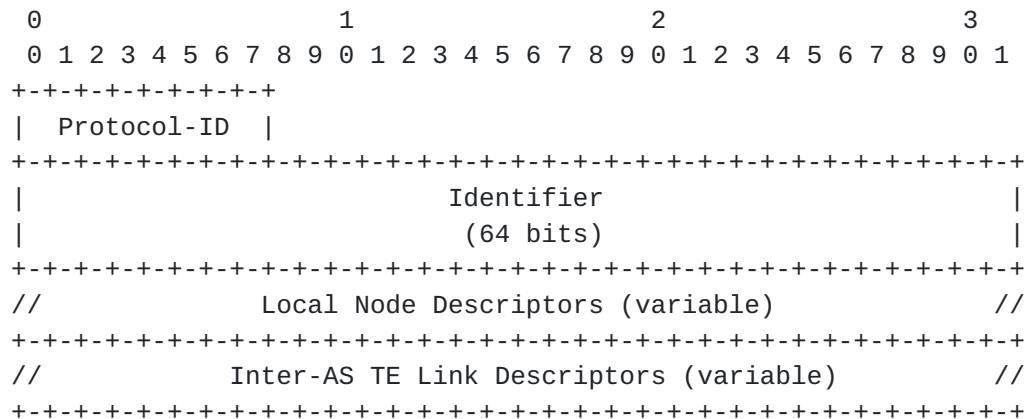 0                   1                   2                   3
 0 1 2 3 4 5 6 7 8 9 0 1 2 3 4 5 6 7 8 9 0 1 2 3 4 5 6 7 8 9 0 1
+-+-+-+-+-+-+-+-+
|  Protocol-ID  |
+-+-+-+-+-+-+-+-+-+-+-+-+-+-+-+-+-+-+-+-+-+-+-+-+-+-+-+-+-+-+-+-+
|                           Identifier                          |
|                            (64 bits)                          |
+-+-+-+-+-+-+-+-+-+-+-+-+-+-+-+-+-+-+-+-+-+-+-+-+-+-+-+-+-+-+-+-+
//              Local Node Descriptors (variable)              //
+-+-+-+-+-+-+-+-+-+-+-+-+-+-+-+-+-+-+-+-+-+-+-+-+-+-+-+-+-+-+-+-+
//            Inter-AS TE Link Descriptors (variable)          //
+-+-+-+-+-+-+-+-+-+-+-+-+-+-+-+-+-+-+-+-+-+-+-+-+-+-+-+-+-+-+-+-+